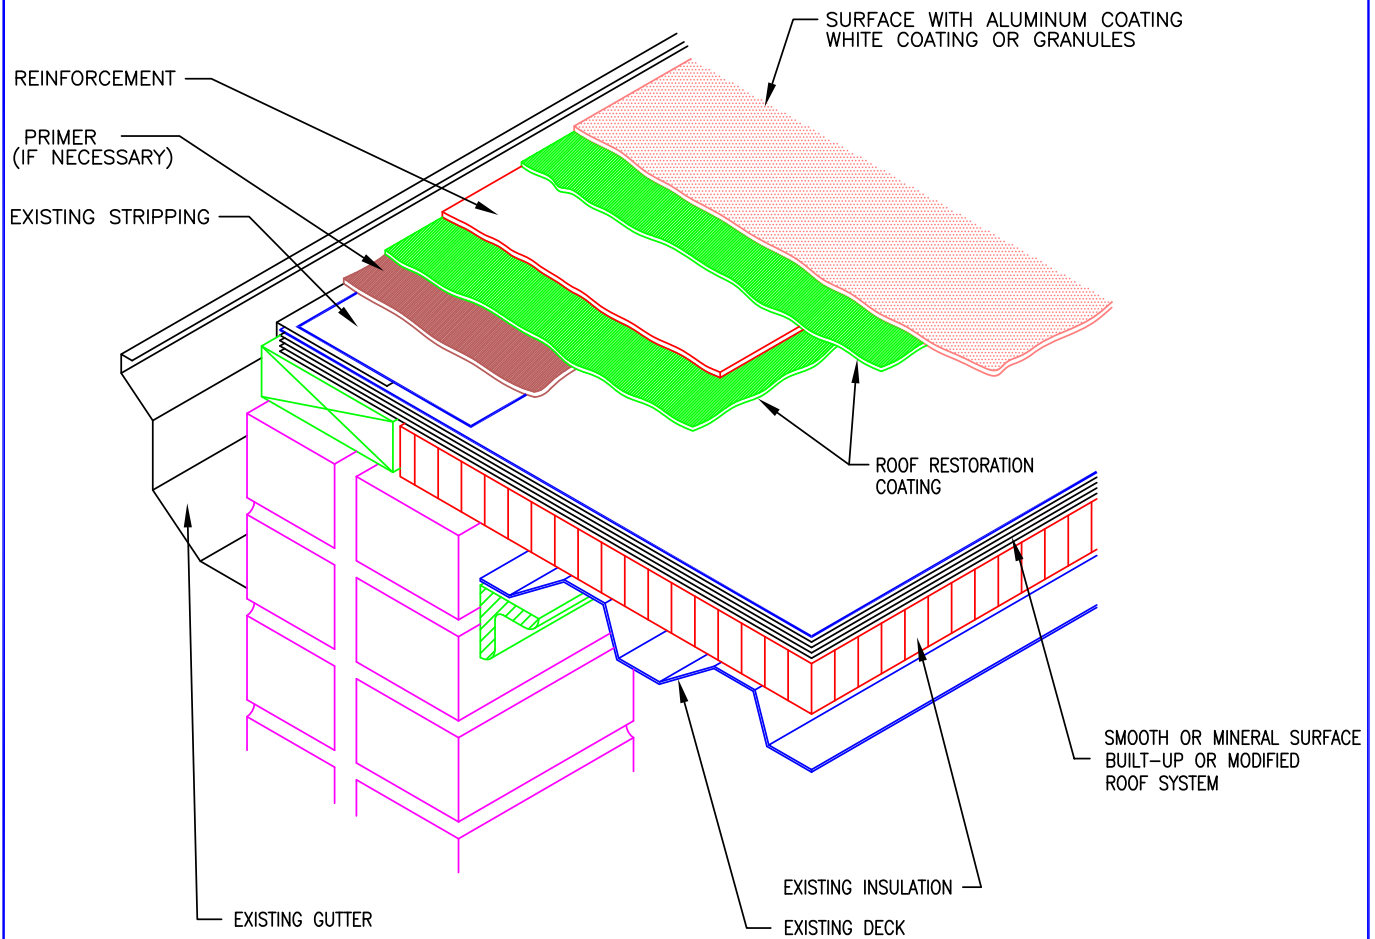 SURFACE WITH ALUMINUM COATING
WHITE COATING OR GRANULES
REINFORCEMENT
PRIMER
(IF NECESSARY)
EXISTING STRIPPING
ROOF RESTORATION
COATING
SMOOTH OR MINERAL SURFACE
BUILT-UP OR MODIFIED
ROOF SYSTEM
EXISTING INSULATION
EXISTING GUTTER
EXISTING DECK